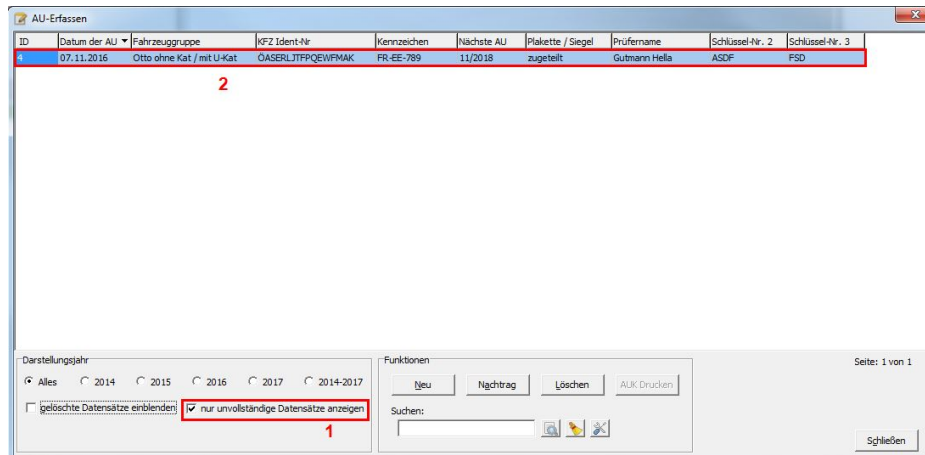 AU-Erfassen
ID Datum der AU Fahrzeuggruppe KFZ Ident-Nr Kennzeichen Nächste AU Plakette / Siegel Prüfername Schlüssel-Nr. 2 Schlüssel-Nr. 3
4 07.11.2016 Otto ohne Kat / mit U-Kat ÖASERLJTFPQEWFMAK FR-EE-789 11/2018 zugeteilt Gutmann Hella ASDF FSD
2
Darstellungsjahr
Alles 2014 2015 2016 2017 2014-2017
gelöschte Datensätze einblenden nur unvollständige Datensätze anzeigen
1
Funktionen
Neu Nachtrag Löschen AUK Drucken
Suchen:
Seite: 1 von 1
Schließen